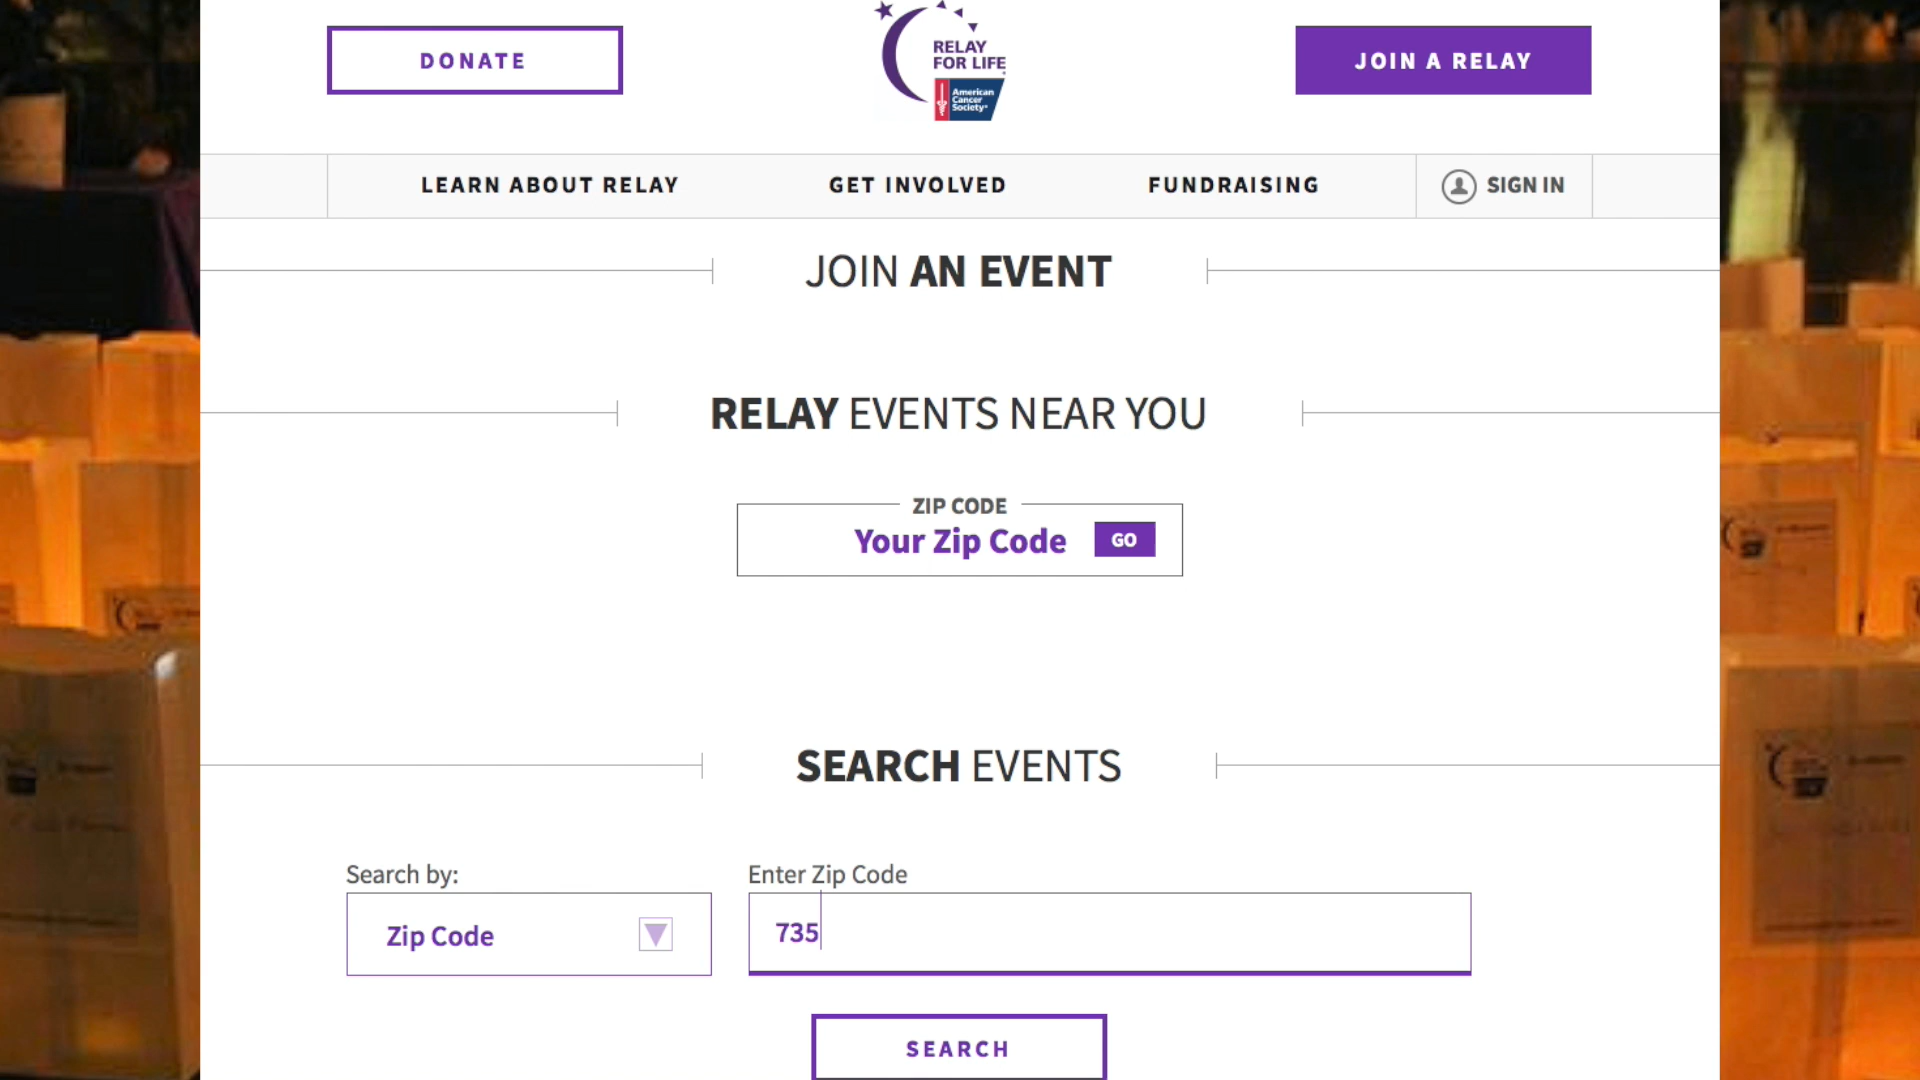 DONATE
RELAY
FOR LIFE
American
Cancer
Society
JOIN A RELAY
LEARN ABOUT RELAY
GET INVOLVED
FUNDRAISING
SIGN IN
JOIN AN EVENT
RELAY EVENTS NEAR YOU
ZIP CODE
Your Zip Code
GO
SEARCH EVENTS
Search by:
Enter Zip Code
Zip Code
735
SEARCH